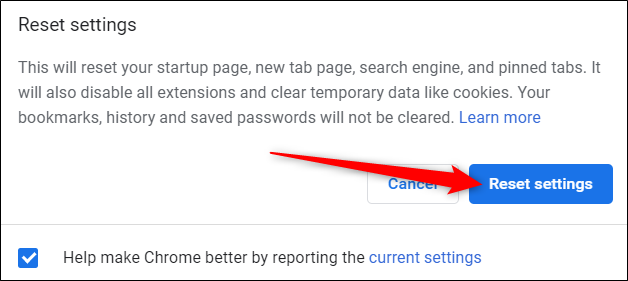 Reset settings
This will reset your startup page, new tab page, search engine, and pinned tabs. It
will also disable all extensions and clear temporary data like cookies. Your
bookmarks, history and saved passwords will not be cleared. Learn more
Cancel Reset settings
Help make Chrome better by reporting the current settings